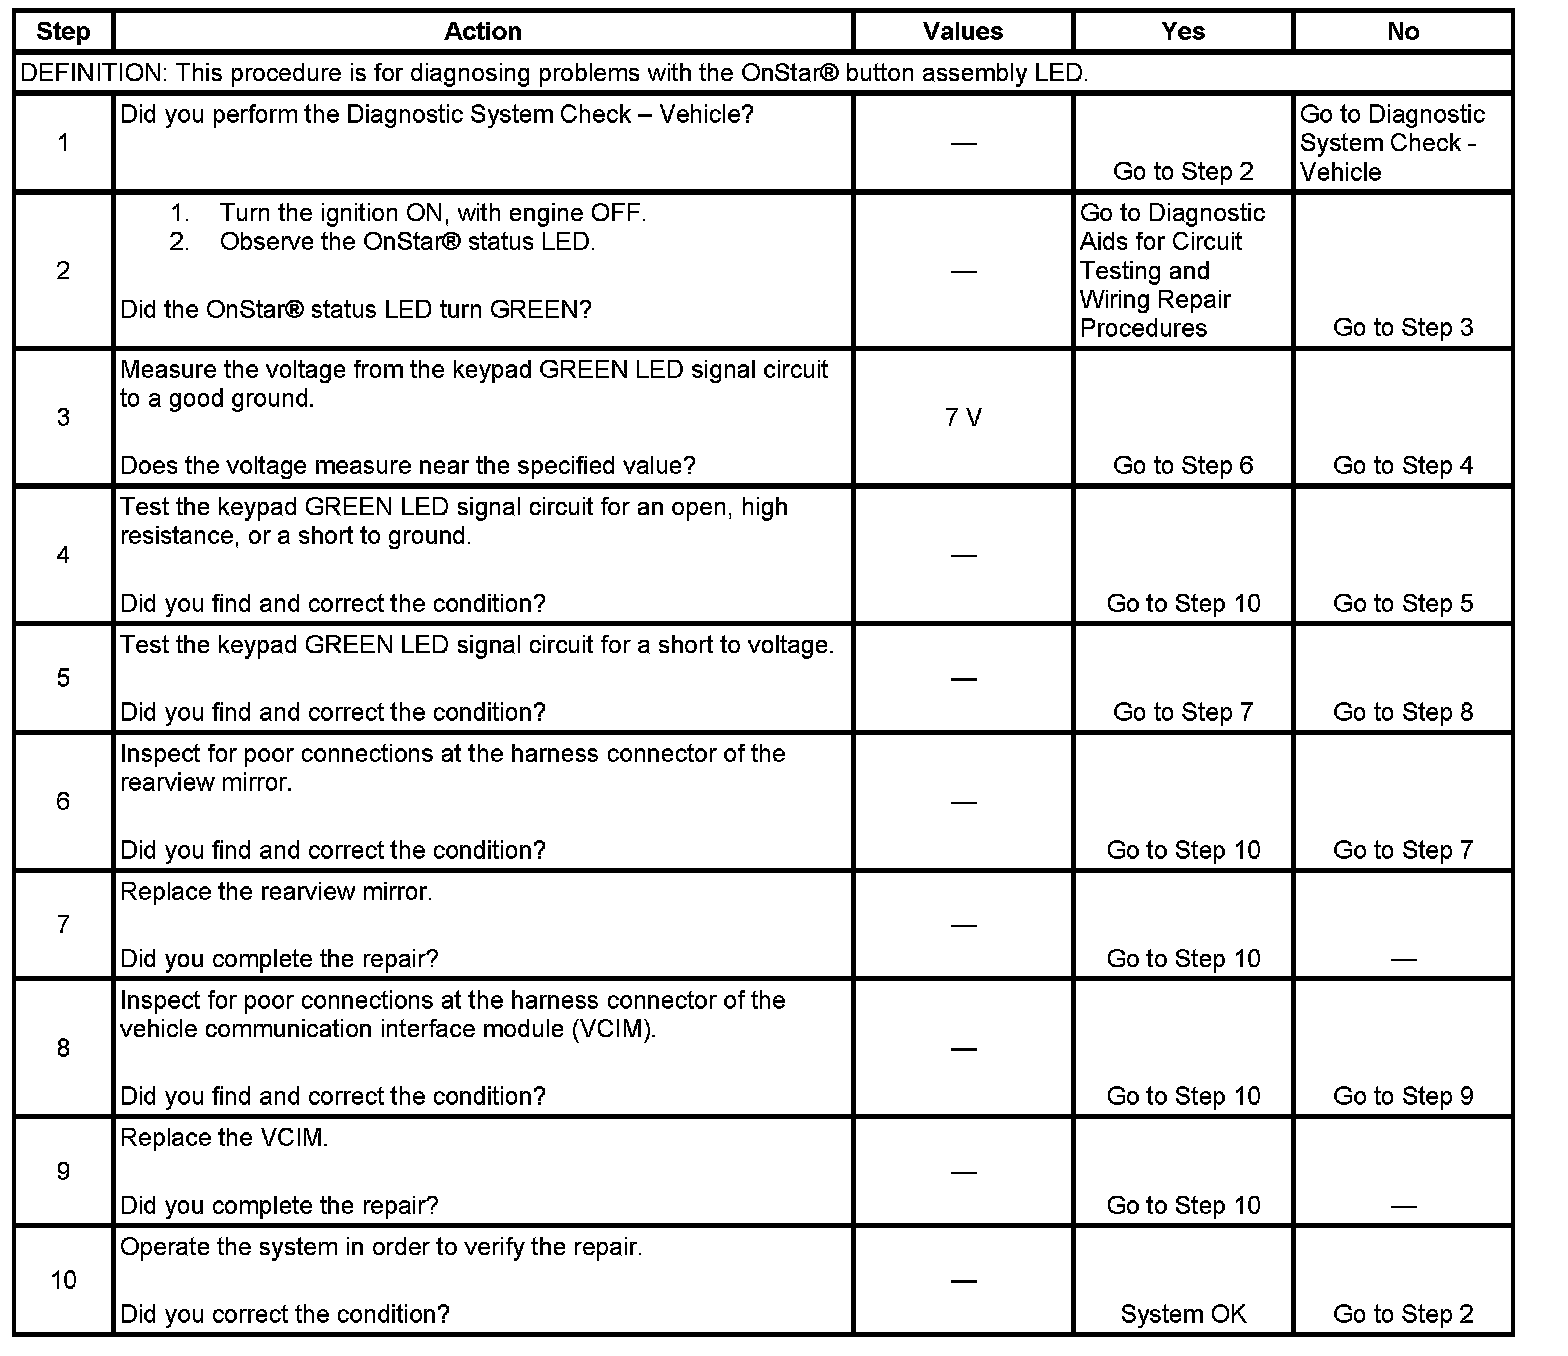 Step Action Values Yes No
DEFINITION: This procedure is for diagnosing problems with the OnStar® button assembly LED.
1
Did you perform the Diagnostic System Check – Vehicle?
—
Go to Step 2
Go to Diagnostic
System Check -
Vehicle
2
1. Turn the ignition ON, with engine OFF.
2. Observe the OnStar® status LED.
Did the OnStar® status LED turn GREEN?
—
Go to Diagnostic
Aids for Circuit
Testing and
Wiring Repair
Procedures
Go to Step 3
3
Measure the voltage from the keypad GREEN LED signal circuit
to a good ground.
Does the voltage measure near the specified value?
7 V
Go to Step 6
Go to Step 4
4
Test the keypad GREEN LED signal circuit for an open, high
resistance, or a short to ground.
Did you find and correct the condition?
—
Go to Step 10
Go to Step 5
5
Test the keypad GREEN LED signal circuit for a short to voltage.
Did you find and correct the condition?
—
Go to Step 7
Go to Step 8
6
Inspect for poor connections at the harness connector of the
rearview mirror.
Did you find and correct the condition?
—
Go to Step 10
Go to Step 7
7
Replace the rearview mirror.
Did you complete the repair?
—
Go to Step 10
—
8
Inspect for poor connections at the harness connector of the
vehicle communication interface module (VCIM).
Did you find and correct the condition?
—
Go to Step 10
Go to Step 9
9
Replace the VCIM.
Did you complete the repair?
—
Go to Step 10
—
10
Operate the system in order to verify the repair.
Did you correct the condition?
—
System OK
Go to Step 2